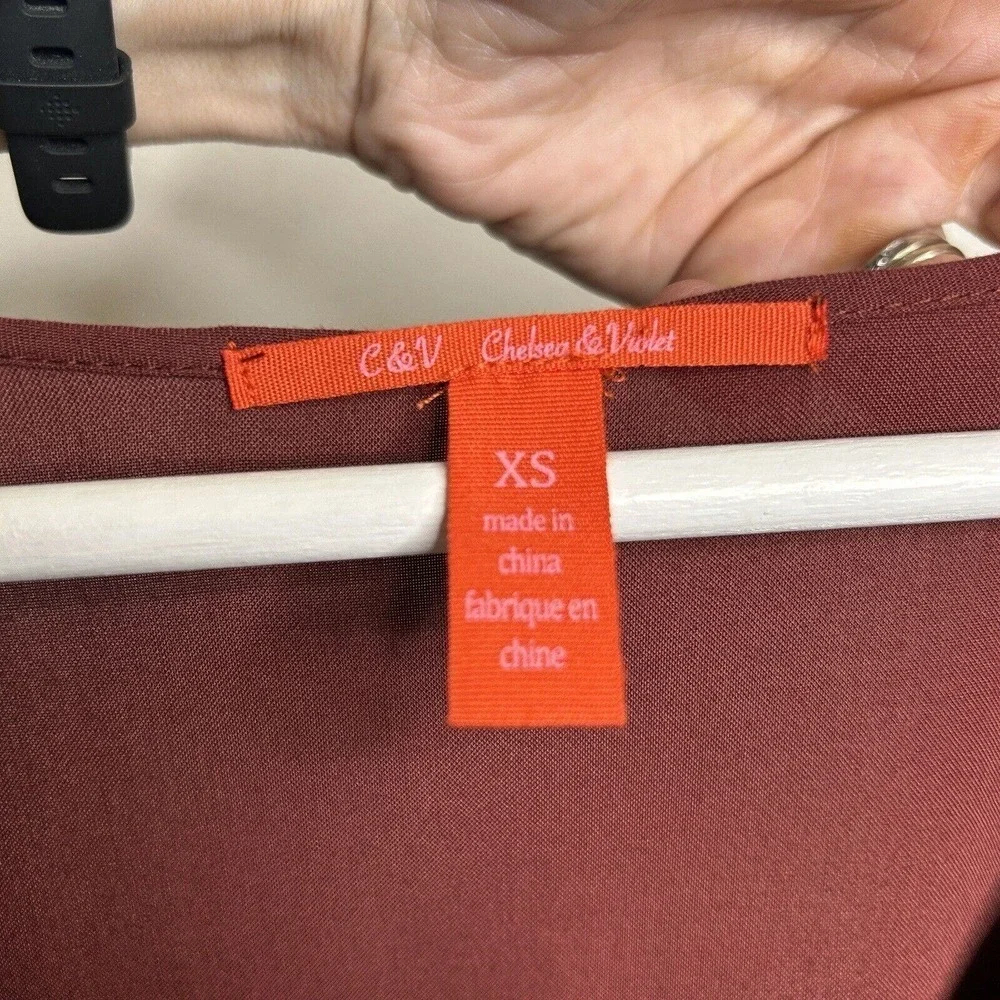 C & V Chelsea & Violet
XS
made in
china
fabrique en
chine